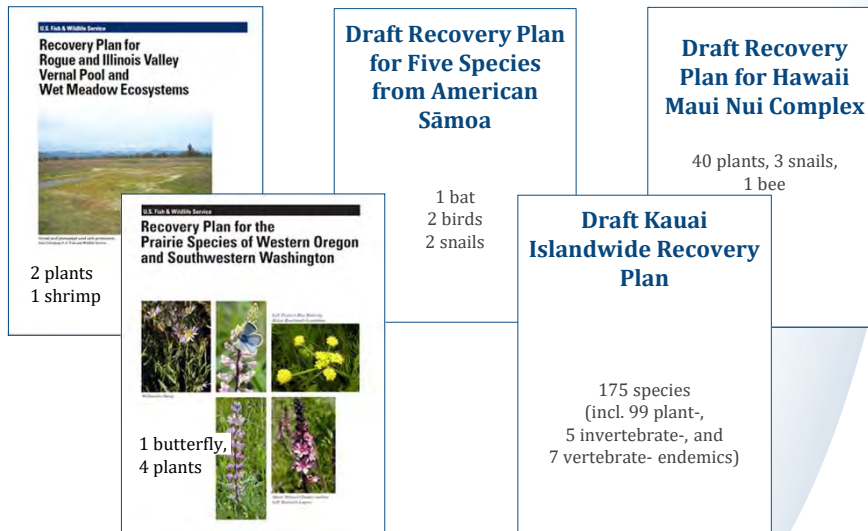 U.S. Fish & Wildlife Service
Recovery Plan for
Rogue and Illinois Valley
Vernal Pool and
Wet Meadow Ecosystems
2 plants
1 shrimp
U.S. Fish & Wildlife Service
Recovery Plan for the
Prairie Species of Western Oregon
and Southwestern Washington
1 butterfly,
4 plants
Draft Recovery Plan
for Five Species
from American
Sāmoa
1 bat
2 birds
2 snails
Draft Kauai
Islandwide Recovery
Plan
175 species
(incl. 99 plant-,
5 invertebrate-, and
7 vertebrate- endemics)
Draft Recovery
Plan for Hawaii
Maui Nui Complex
40 plants, 3 snails,
1 bee